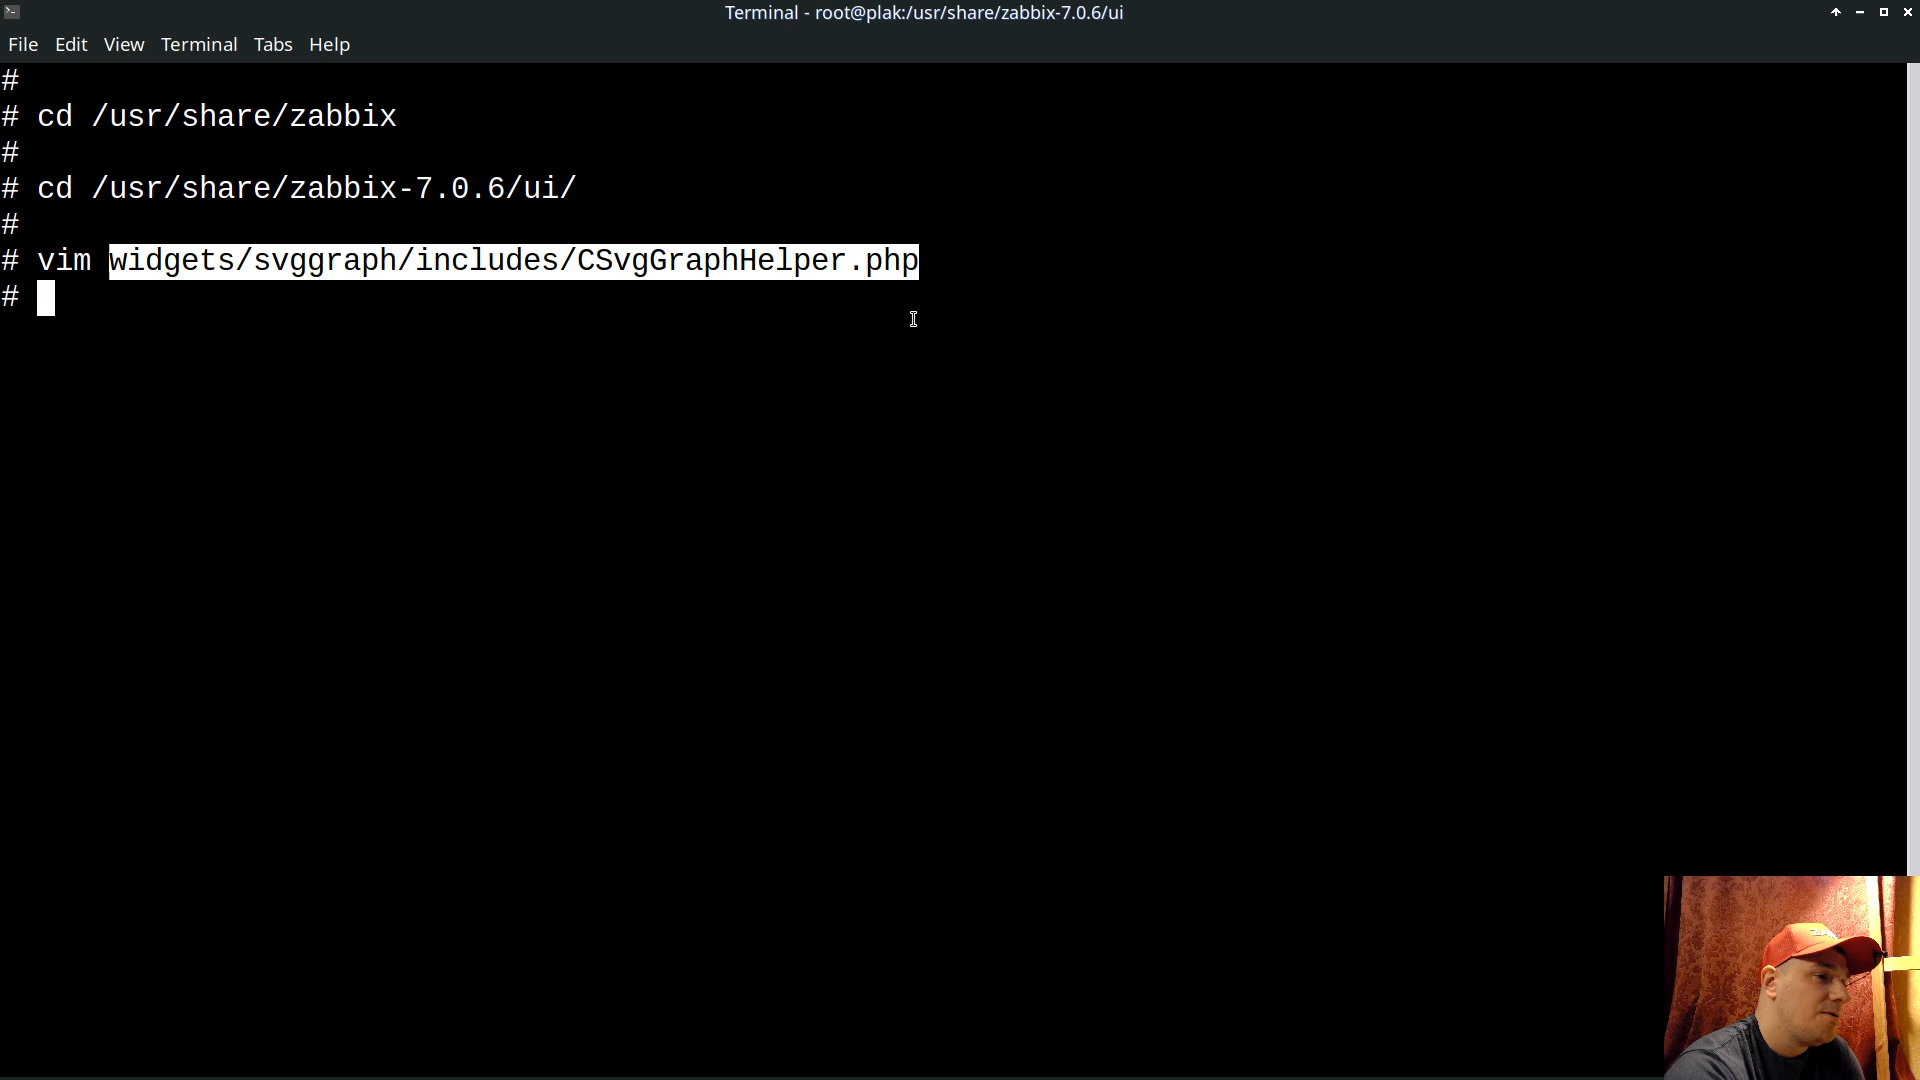 Terminal - root@plak:/usr/share/zabbix-7.0.6/ui
File Edit View Terminal Tabs Help
#
# cd /usr/share/zabbix
#
# cd /usr/share/zabbix-7.0.6/ui/
#
# vim widgets/svggraph/includes/CSvgGraphHelper.php
#